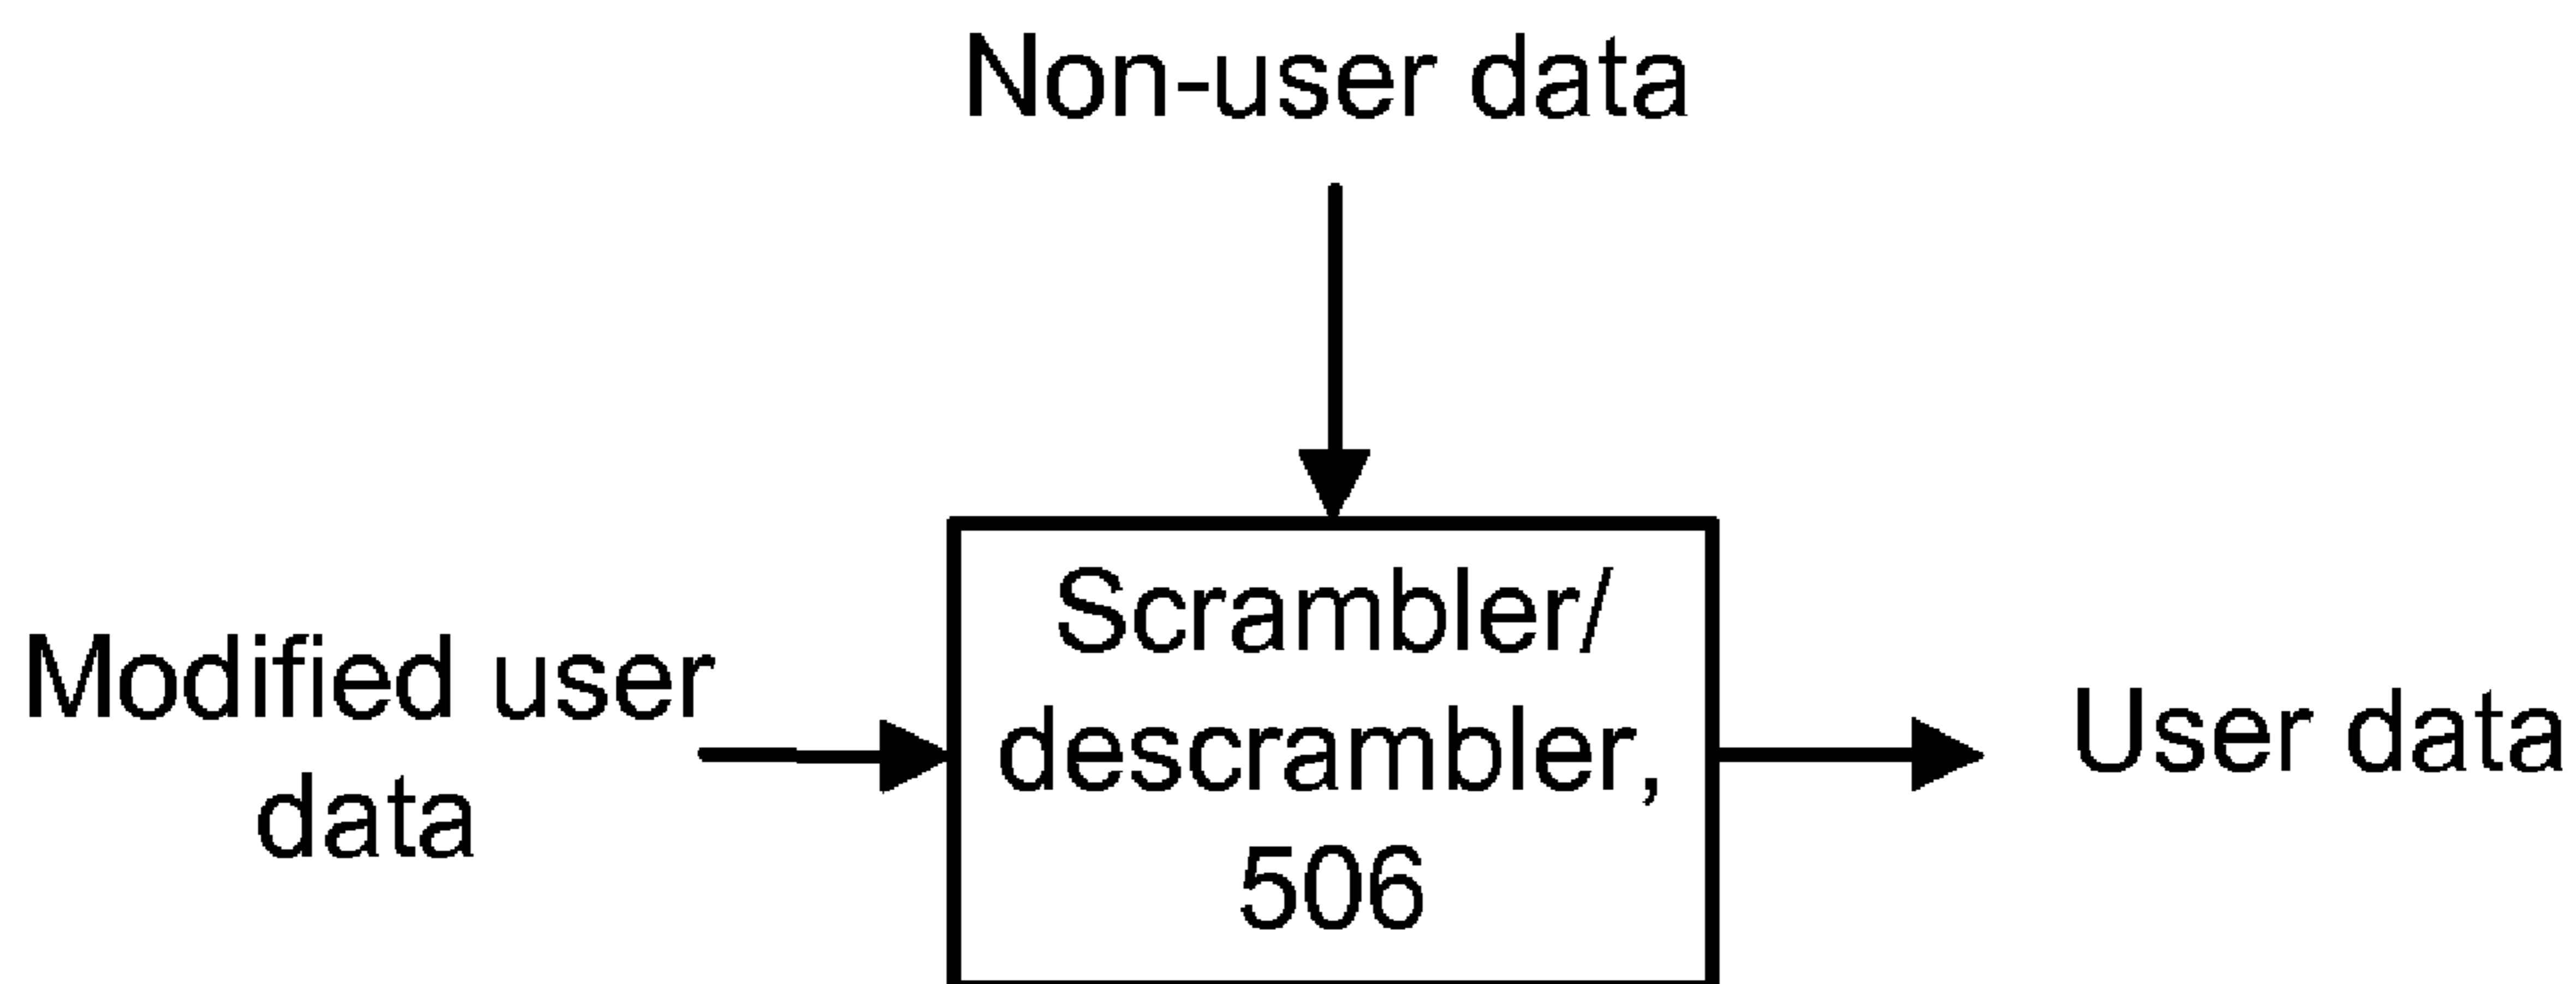 Non-user data
Scrambler/
descrambler,
506
Modified user
data
User data